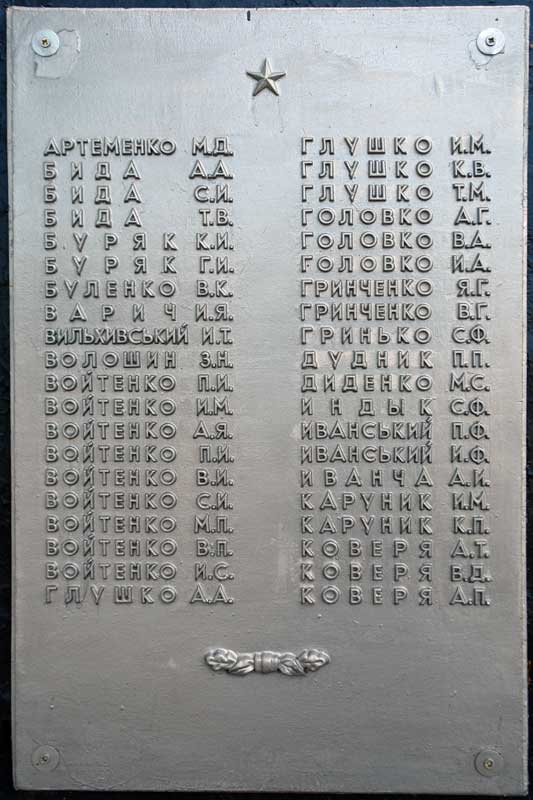 АРТЕМЕНКО М.Д.
БИДА А.А.
БИДА С.И.
БИДА Т.В.
БУРЯК К.И.
БУРЯК Г.И.
БУЛЕНКО В.К.
ВАРИЧ И.Я.
ВИЛЬХИВСЬКИЙ И.Т.
ВОЛОШИН З.Н.
ВОЙТЕНКО П.И.
ВОЙТЕНКО И.М.
ВОЙТЕНКО А.Я.
ВОЙТЕНКО П.И.
ВОЙТЕНКО В.И.
ВОЙТЕНКО С.И.
ВОЙТЕНКО М.П.
ВОЙТЕНКО В.П.
ВОЙТЕНКО И.С.
ГЛУШКО А.А.
ГЛУШКО И.М.
ГЛУШКО К.В.
ГЛУШКО Т.М.
ГОЛОВКО А.Г.
ГОЛОВКО В.А.
ГОЛОВКО И.А.
ГРИНЧЕНКО Я.Г.
ГРИНЧЕНКО В.Г.
ГРИНЬКО С.Ф.
ДУДНИК П.П.
ДИДЕНКО М.С.
ИНДЫК С.Ф.
ИВАНСЬКИЙ П.Ф.
ИВАНСЬКИЙ И.Ф.
ИВАНЧА А.И.
КАРУНИК И.М.
КАРУНИК К.П.
КОВЕРЯ А.Т.
КОВЕРЯ В.Д.
КОВЕРЯ А.П.